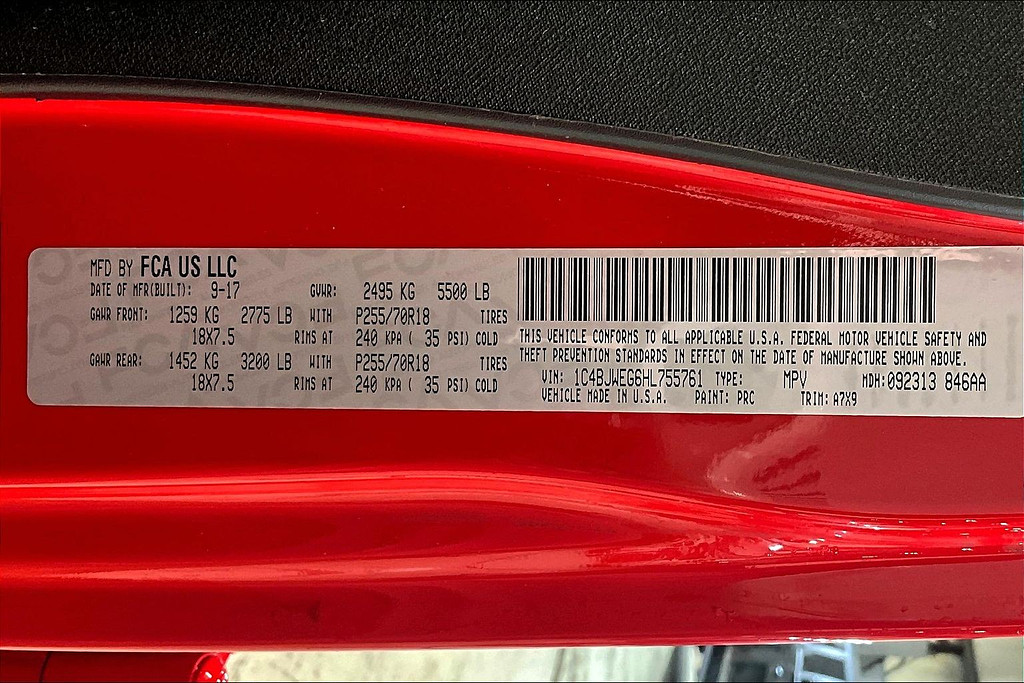 MFD BY FCA US LLC
DATE OF MFR(BUILT): 9-17 GVWR: 2495 KG 5500 LB
GAWR FRONT: 1259 KG 2775 LB WITH P255/70R18 TIRES
18X7.5 RIMS AT 240 KPA ( 35 PSI) COLD
GAWR REAR: 1452 KG 3200 LB WITH P255/70R18 TIRES
18X7.5 RIMS AT 240 KPA ( 35 PSI) COLD
THIS VEHICLE CONFORMS TO ALL APPLICABLE U.S.A. FEDERAL MOTOR VEHICLE SAFETY AND
THEFT PREVENTION STANDARDS IN EFFECT ON THE DATE OF MANUFACTURE SHOWN ABOVE.
VIN: 1C4BJWEG6HL755761 TYPE: MPV MDH: 092313 846AA
VEHICLE MADE IN U.S.A. PAINT: PRC TRIM: A7X9